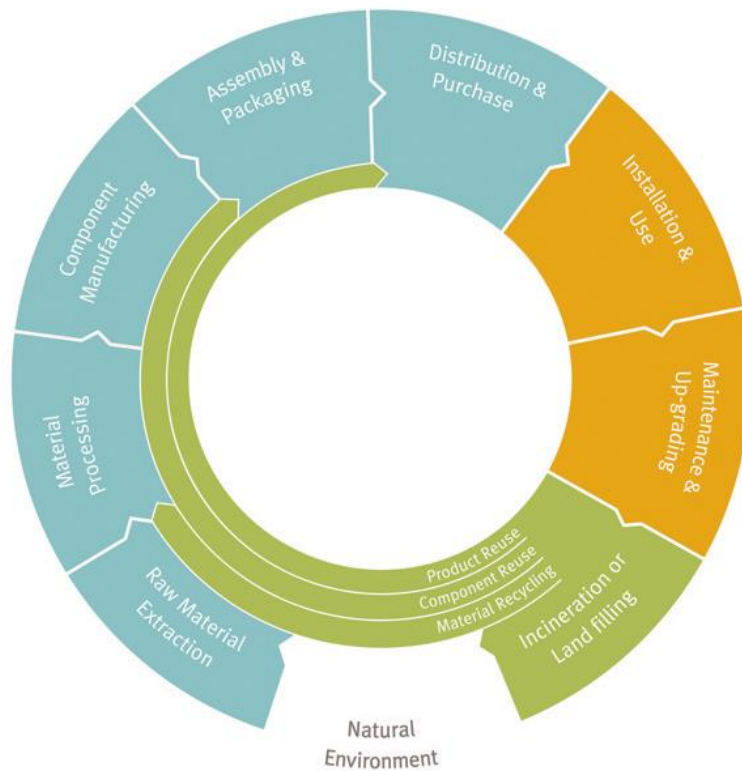 Assembly &
Packaging
Distribution &
Purchase
Installation &
Use
Maintenance &
Up-grading
Incineration or
Land filling
Product Reuse
Component Reuse
Material Recycling
Natural
Environment
Raw Material
Extraction
Material
Processing
Component
Manufacturing